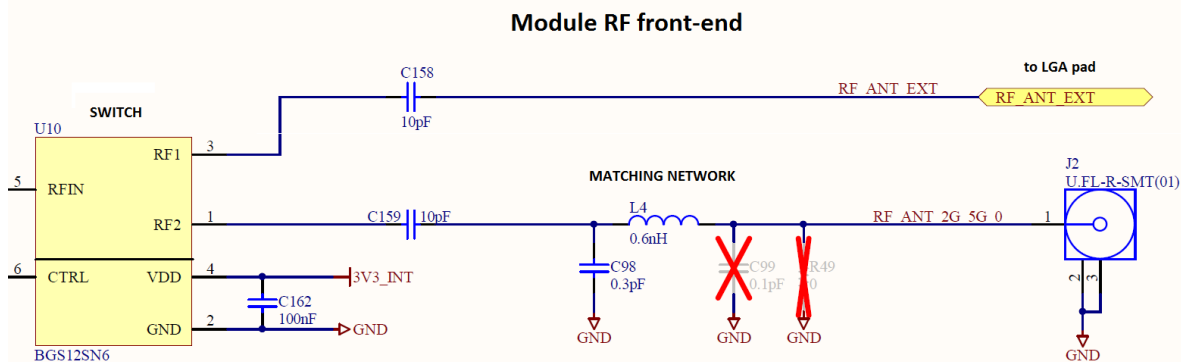 Module RF front-end
C158
10pF
RF_ANT_EXT
to LGA pad
RF_ANT_EXT
SWITCH
U10
3
RF1
5
RFIN
RF2
1
C159
10pF
MATCHING NETWORK
L4
0.6nH
RF_ANT_2G_5G_0
J2
U.FL-R-SMT(01)
1
2
3
GND
C98
0.3pF
GND
C99
0.1pF
GND
R49
0
GND
6
CTRL
VDD
4
3V3_INT
C162
100nF
GND
2
GND
BGS12SN6